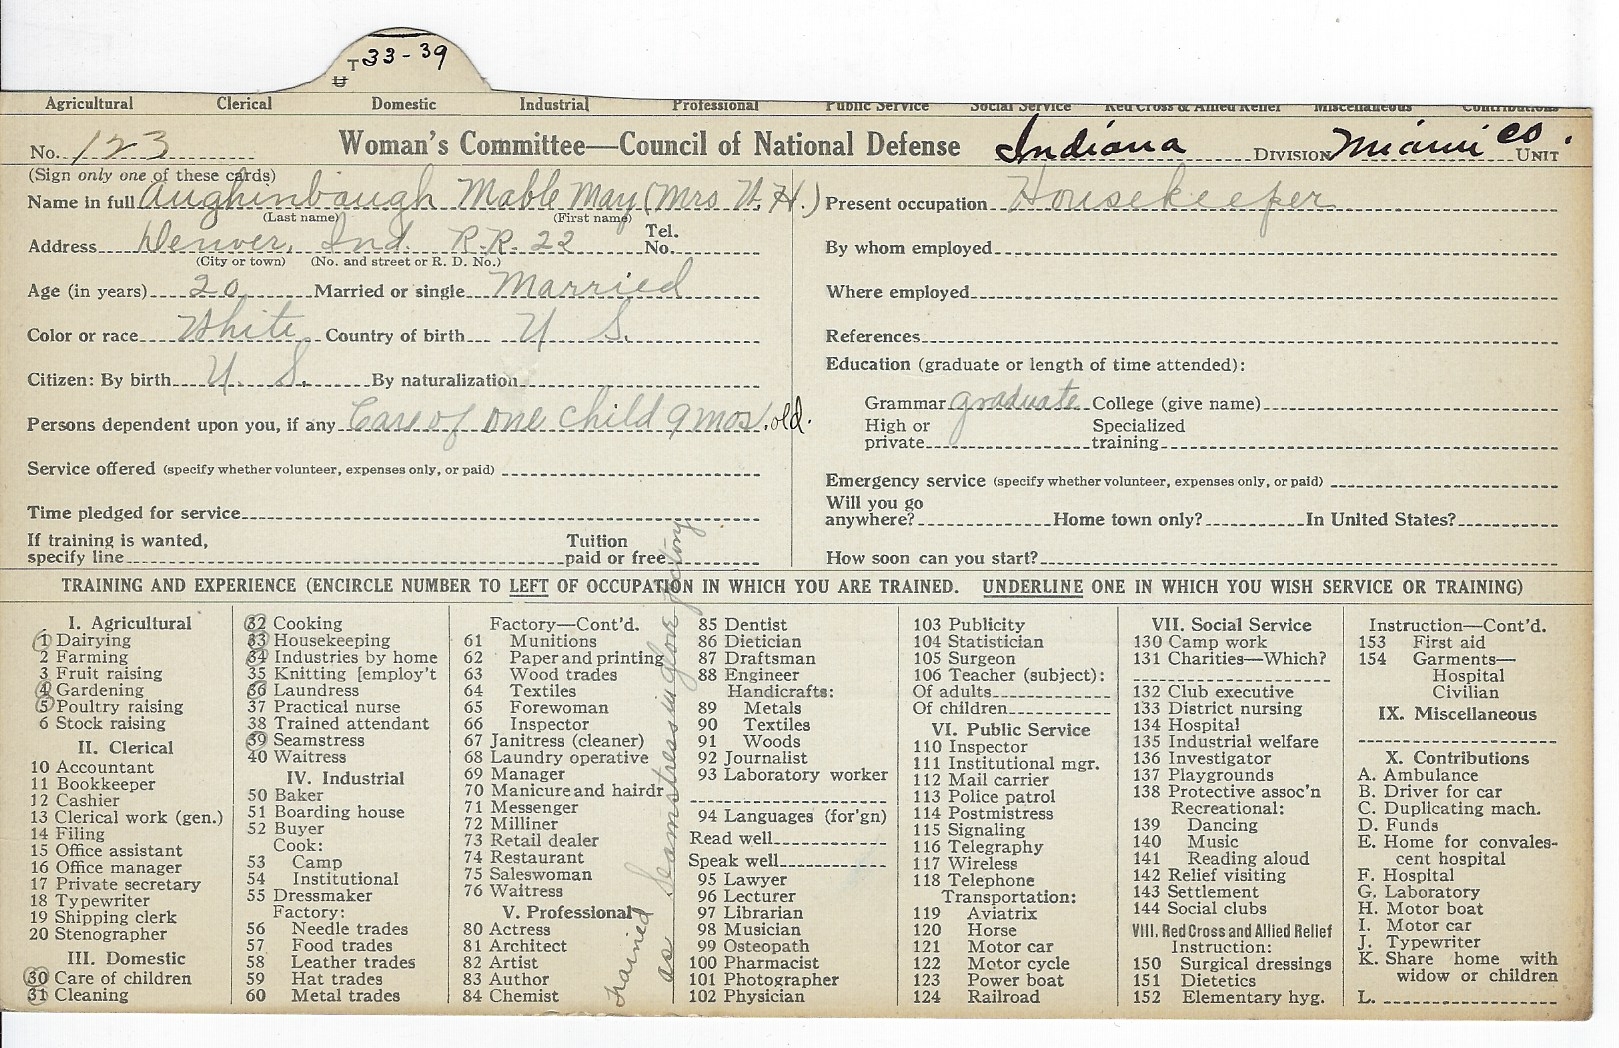 T 33-39
U
Agricultural Clerical Domestic Industrial Professional Public Service Social Service Red Cross & Allied Relief Miscellaneous Contributions
No. 123 Woman's Committee—Council of National Defense Indiana DIVISION Miami Co. UNIT
(Sign only one of these cards)
Name in full Aughinbaugh Mable May (Mrs W. H.)
(Last name) (First name)
Address Denver, Ind. R.R. 22 Tel. No.
(City or town) (No. and street or R. D. No.)
Age (in years) 20 Married or single Married
Color or race White Country of birth U S.
Citizen: By birth U. S. By naturalization
Persons dependent upon you, if any Care of one child 9 mos. old.
Service offered (specify whether volunteer, expenses only, or paid)
Time pledged for service
If training is wanted, specify line Tuition paid or free
Present occupation Housekeeper
By whom employed
Where employed
References
Education (graduate or length of time attended):
Grammar graduate College (give name)
High or private Specialized training
Emergency service (specify whether volunteer, expenses only, or paid)
Will you go anywhere? Home town only? In United States?
How soon can you start?
TRAINING AND EXPERIENCE (ENCIRCLE NUMBER TO LEFT OF OCCUPATION IN WHICH YOU ARE TRAINED. UNDERLINE ONE IN WHICH YOU WISH SERVICE OR TRAINING)
I. Agricultural
1 Dairying
2 Farming
3 Fruit raising
4 Gardening
5 Poultry raising
6 Stock raising
II. Clerical
10 Accountant
11 Bookkeeper
12 Cashier
13 Clerical work (gen.)
14 Filing
15 Office assistant
16 Office manager
17 Private secretary
18 Typewriter
19 Shipping clerk
20 Stenographer
III. Domestic
30 Care of children
31 Cleaning
32 Cooking
33 Housekeeping
34 Industries by home
35 Knitting [employ't
36 Laundress
37 Practical nurse
38 Trained attendant
39 Seamstress
40 Waitress
IV. Industrial
50 Baker
51 Boarding house
52 Buyer
Cook:
53 Camp
54 Institutional
55 Dressmaker
Factory:
56 Needle trades
57 Food trades
58 Leather trades
59 Hat trades
60 Metal trades
Factory—Cont'd.
61 Munitions
62 Paper and printing
63 Wood trades
64 Textiles
65 Forewoman
66 Inspector
67 Janitress (cleaner)
68 Laundry operative
69 Manager
70 Manicure and hairdr
71 Messenger
72 Milliner
73 Retail dealer
74 Restaurant
75 Saleswoman
76 Waitress
V. Professional
80 Actress
81 Architect
82 Artist
83 Author
84 Chemist
Trained
as Seamstress in glove factory
85 Dentist
86 Dietician
87 Draftsman
88 Engineer
Handicrafts:
89 Metals
90 Textiles
91 Woods
92 Journalist
93 Laboratory worker
94 Languages (for'gn)
Read well
Speak well
95 Lawyer
96 Lecturer
97 Librarian
98 Musician
99 Osteopath
100 Pharmacist
101 Photographer
102 Physician
103 Publicity
104 Statistician
105 Surgeon
106 Teacher (subject):
Of adults
Of children
VI. Public Service
110 Inspector
111 Institutional mgr.
112 Mail carrier
113 Police patrol
114 Postmistress
115 Signaling
116 Telegraphy
117 Wireless
118 Telephone
Transportation:
119 Aviatrix
120 Horse
121 Motor car
122 Motor cycle
123 Power boat
124 Railroad
VII. Social Service
130 Camp work
131 Charities—Which?
132 Club executive
133 District nursing
134 Hospital
135 Industrial welfare
136 Investigator
137 Playgrounds
138 Protective assoc'n
Recreational:
139 Dancing
140 Music
141 Reading aloud
142 Relief visiting
143 Settlement
144 Social clubs
VIII. Red Cross and Allied Relief
Instruction:
150 Surgical dressings
151 Dietetics
152 Elementary hyg.
Instruction—Cont'd.
153 First aid
154 Garments—
Hospital
Civilian
IX. Miscellaneous
X. Contributions
A. Ambulance
B. Driver for car
C. Duplicating mach.
D. Funds
E. Home for convales-
cent hospital
F. Hospital
G. Laboratory
H. Motor boat
I. Motor car
J. Typewriter
K. Share home with
widow or children
L.